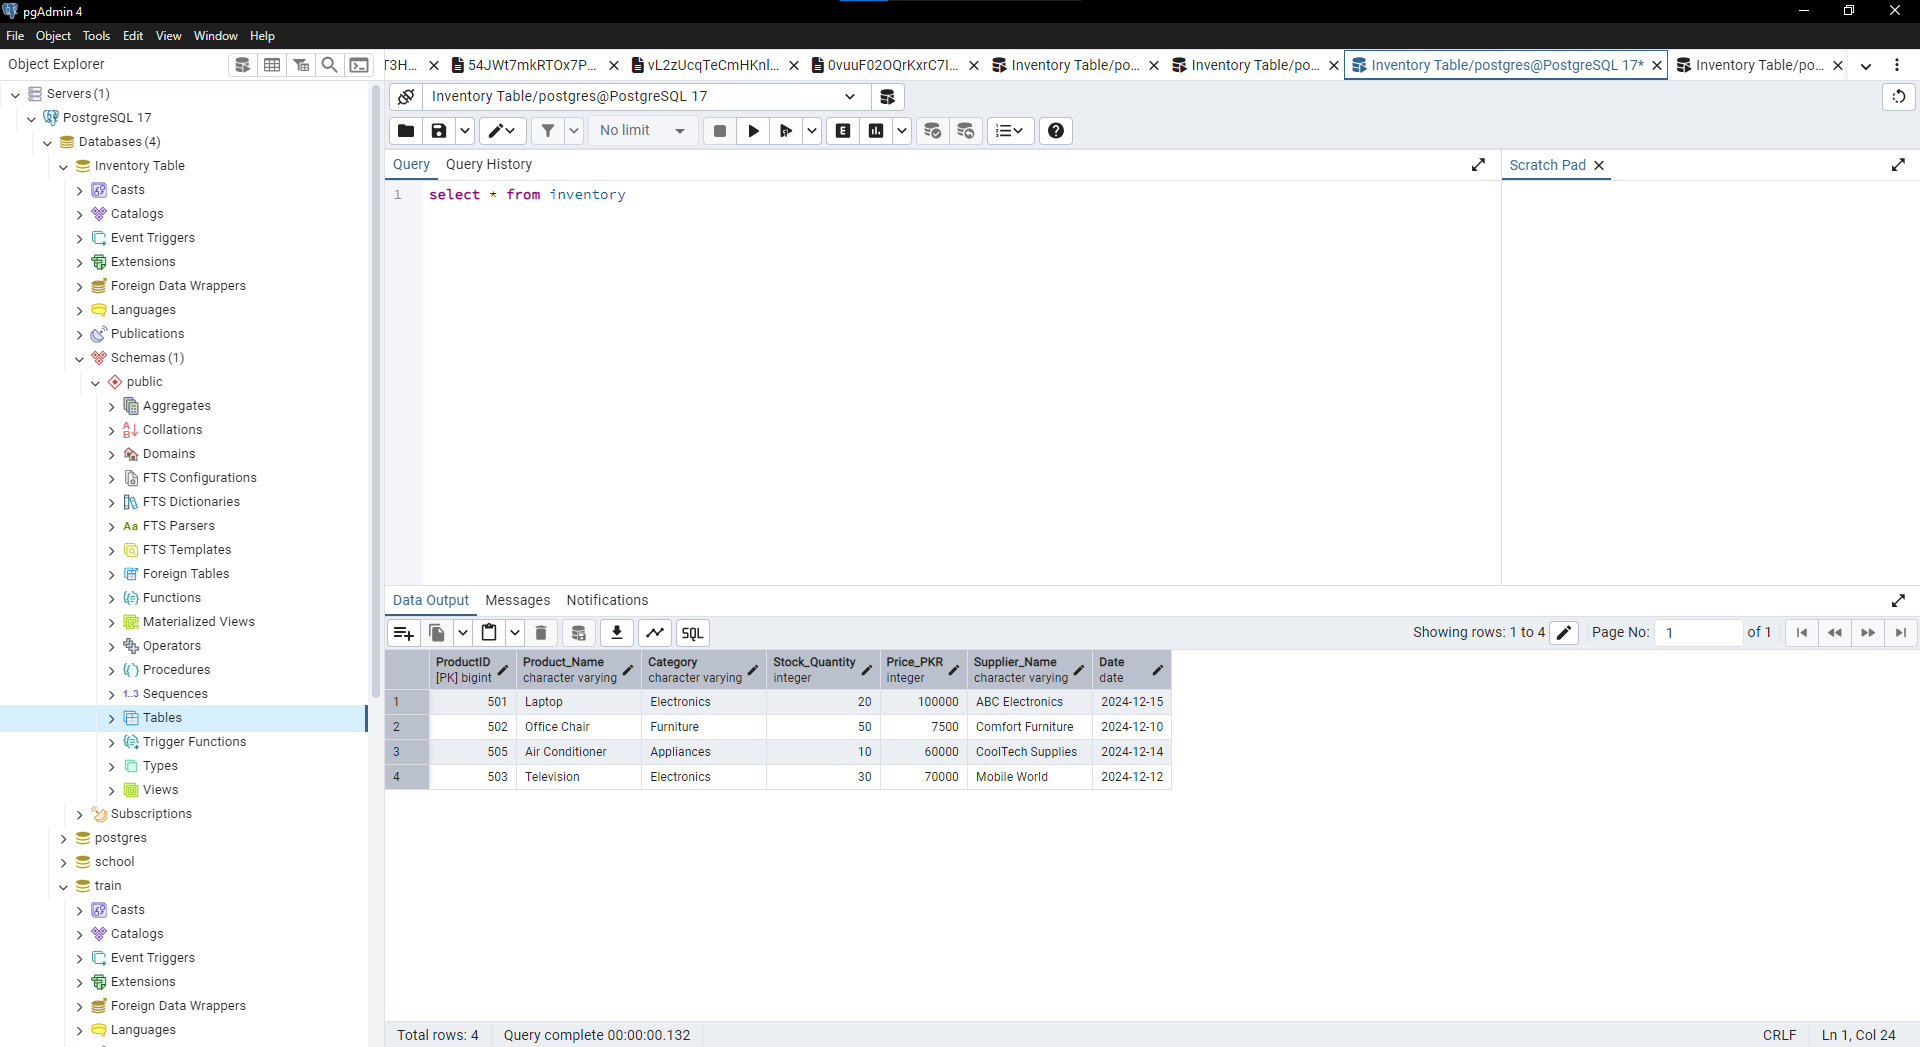 pgAdmin 4
File Object Tools Edit View Window Help
Object Explorer
T3H... 54JWt7mkRTOx7P... vL2zUcqTeCmHKnI... 0vuuF02OQrKxrC7I... Inventory Table/po... Inventory Table/po... Inventory Table/postgres@PostgreSQL 17* Inventory Table/po...
Servers (1)
PostgreSQL 17
Databases (4)
Inventory Table
Casts
Catalogs
Event Triggers
Extensions
Foreign Data Wrappers
Languages
Publications
Schemas (1)
public
Aggregates
Collations
Domains
FTS Configurations
FTS Dictionaries
Aa FTS Parsers
FTS Templates
Foreign Tables
Functions
Materialized Views
Operators
Procedures
1..3 Sequences
Tables
Trigger Functions
Types
Views
Subscriptions
postgres
school
train
Casts
Catalogs
Event Triggers
Extensions
Foreign Data Wrappers
Languages
Inventory Table/postgres@PostgreSQL 17
No limit
E
Query Query History
Scratch Pad
1 select * from inventory
Data Output Messages Notifications
SQL
Showing rows: 1 to 4 Page No: 1 of 1
ProductID Product_Name Category Stock_Quantity Price_PKR Supplier_Name Date
[PK] bigint character varying character varying integer integer character varying date
1 501 Laptop Electronics 20 100000 ABC Electronics 2024-12-15
2 502 Office Chair Furniture 50 7500 Comfort Furniture 2024-12-10
3 505 Air Conditioner Appliances 10 60000 CoolTech Supplies 2024-12-14
4 503 Television Electronics 30 70000 Mobile World 2024-12-12
Total rows: 4 Query complete 00:00:00.132 CRLF Ln 1, Col 24